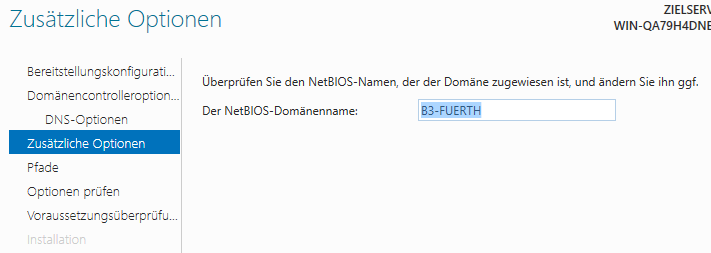 Zusätzliche Optionen
ZIELSERV
WIN-QA79H4DNE
Bereitstellungskonfigurati...
Domänencontrolleroption...
DNS-Optionen
Zusätzliche Optionen
Pfade
Optionen prüfen
Voraussetzungsüberprüfu...
Installation
Überprüfen Sie den NetBIOS-Namen, der der Domäne zugewiesen ist, und ändern Sie ihn ggf.
Der NetBIOS-Domänenname: B3-FUERTH